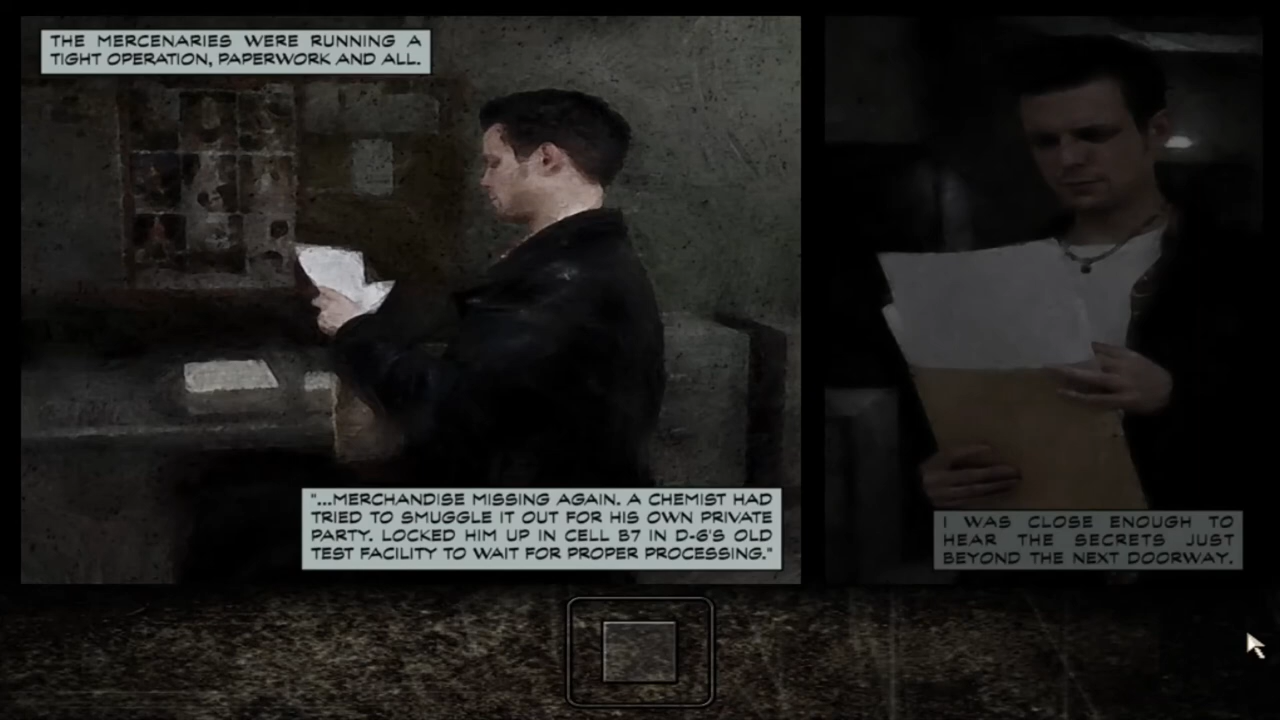 THE MERCENARIES WERE RUNNING A
TIGHT OPERATION, PAPERWORK AND ALL.
"...MERCHANDISE MISSING AGAIN. A CHEMIST HAD
TRIED TO SMUGGLE IT OUT FOR HIS OWN PRIVATE
PARTY. LOCKED HIM UP IN CELL B7 IN D-6'S OLD
TEST FACILITY TO WAIT FOR PROPER PROCESSING."
I WAS CLOSE ENOUGH TO
HEAR THE SECRETS JUST
BEYOND THE NEXT DOORWAY.